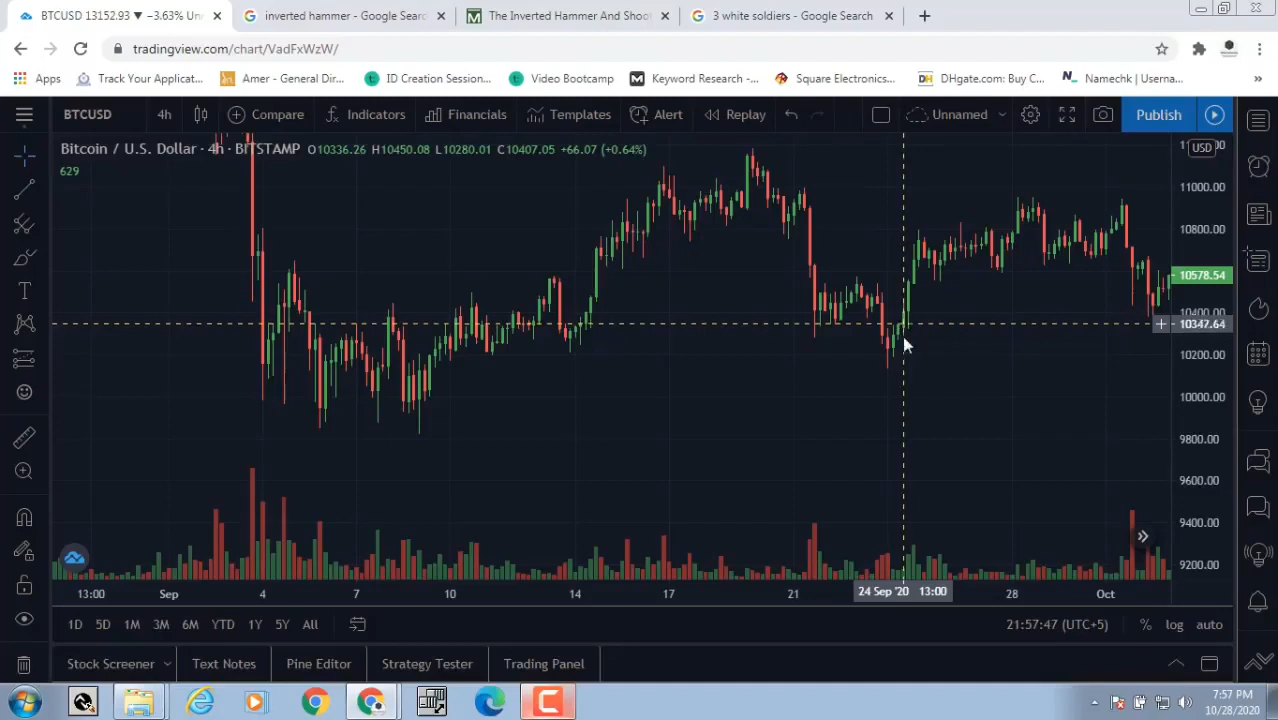 BTCUSD 13152.93 ▼ −3.63% Un
inverted hammer - Google Searc
The Inverted Hammer And Shoo
3 white soldiers - Google Search
tradingview.com/chart/VadFxWzW/
Apps
Track Your Applicat...
Amer - General Dir...
ID Creation Session...
Video Bootcamp
Keyword Research -...
Square Electronics...
DHgate.com: Buy C...
Namechk | Userna...
»
BTCUSD 4h Compare Indicators Financials Templates Alert Replay Unnamed Publish
Bitcoin / U.S. Dollar · 4h · BITSTAMP O10336.26 H10450.08 L10280.01 C10407.05 +66.07 (+0.64%)
USD
629
11000.00
10800.00
10578.54
10400.00
10347.64
10200.00
10000.00
9800.00
9600.00
9400.00
9200.00
13:00 Sep 4 7 10 14 17 21 24 Sep '20 13:00 28 Oct
1D 5D 1M 3M 6M YTD 1Y 5Y All 21:57:47 (UTC+5) % log auto
Stock Screener Text Notes Pine Editor Strategy Tester Trading Panel
7:57 PM
10/28/2020